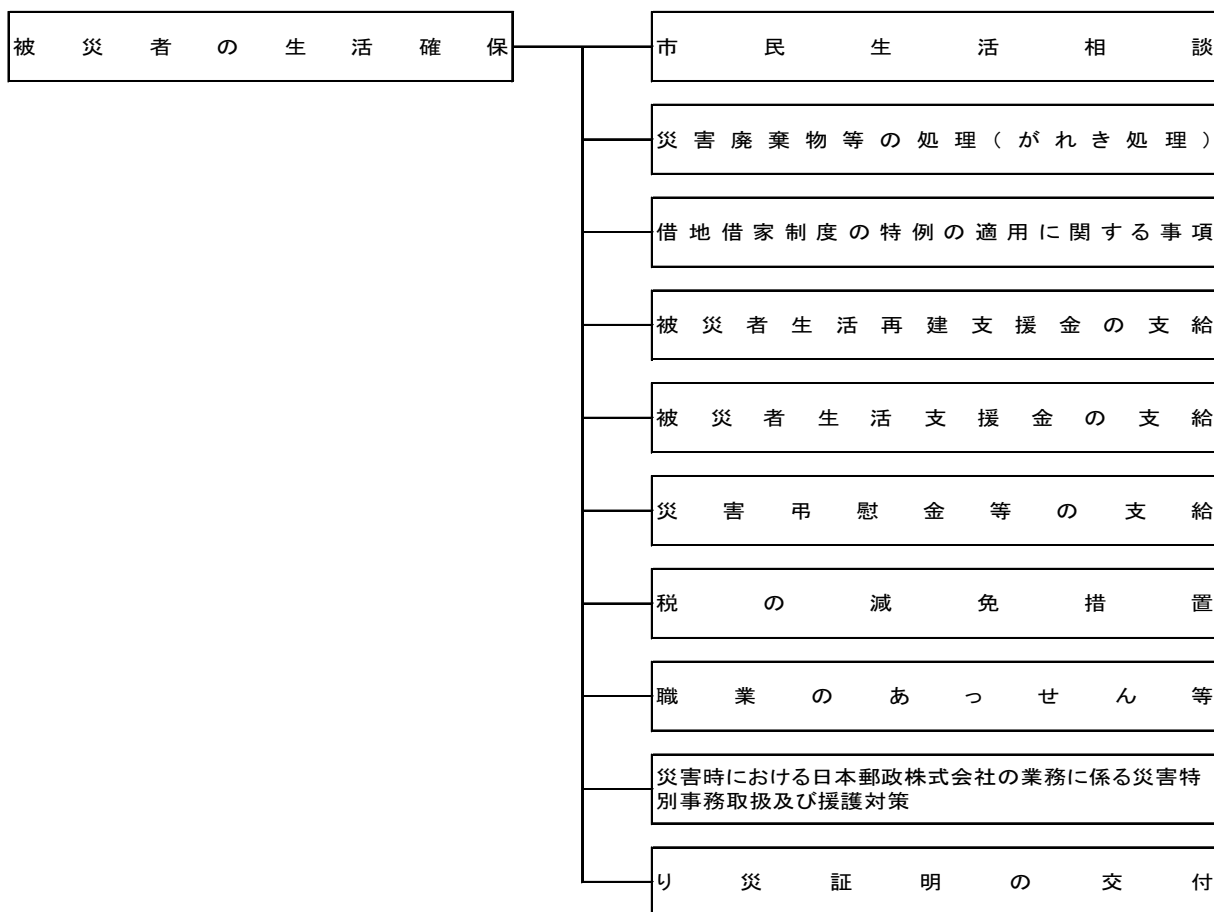 被災者の生活確保
市民生活相談
災害廃棄物等の処理(がれき処理)
借地借家制度の特例の適用に関する事項
被災者生活再建支援金の支給
被災者生活支援金の支給
災害弔慰金等の支給
税の減免措置
職業のあっせん等
災害時における日本郵政株式会社の業務に係る災害特
別事務取扱及び援護対策
り災証明の交付